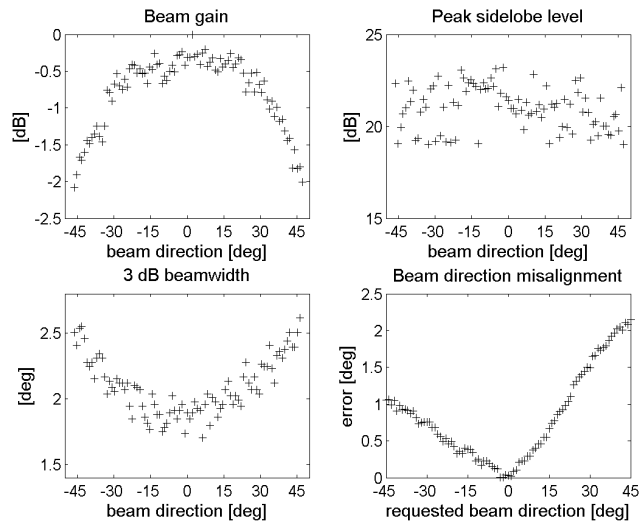 Beam gain
0
-0.5
-1
-1.5
-2
-2.5
[dB]
-45 -30 -15 0 15 30 45
beam direction [deg]
Peak sidelobe level
25
20
15
[dB]
-45 -30 -15 0 15 30 45
beam direction [deg]
3 dB beamwidth
2.5
2
1.5
[deg]
-45 -30 -15 0 15 30 45
beam direction [deg]
Beam direction misalignment
2.5
2
1.5
1
0.5
0
error [deg]
-45 -30 -15 0 15 30 45
requested beam direction [deg]